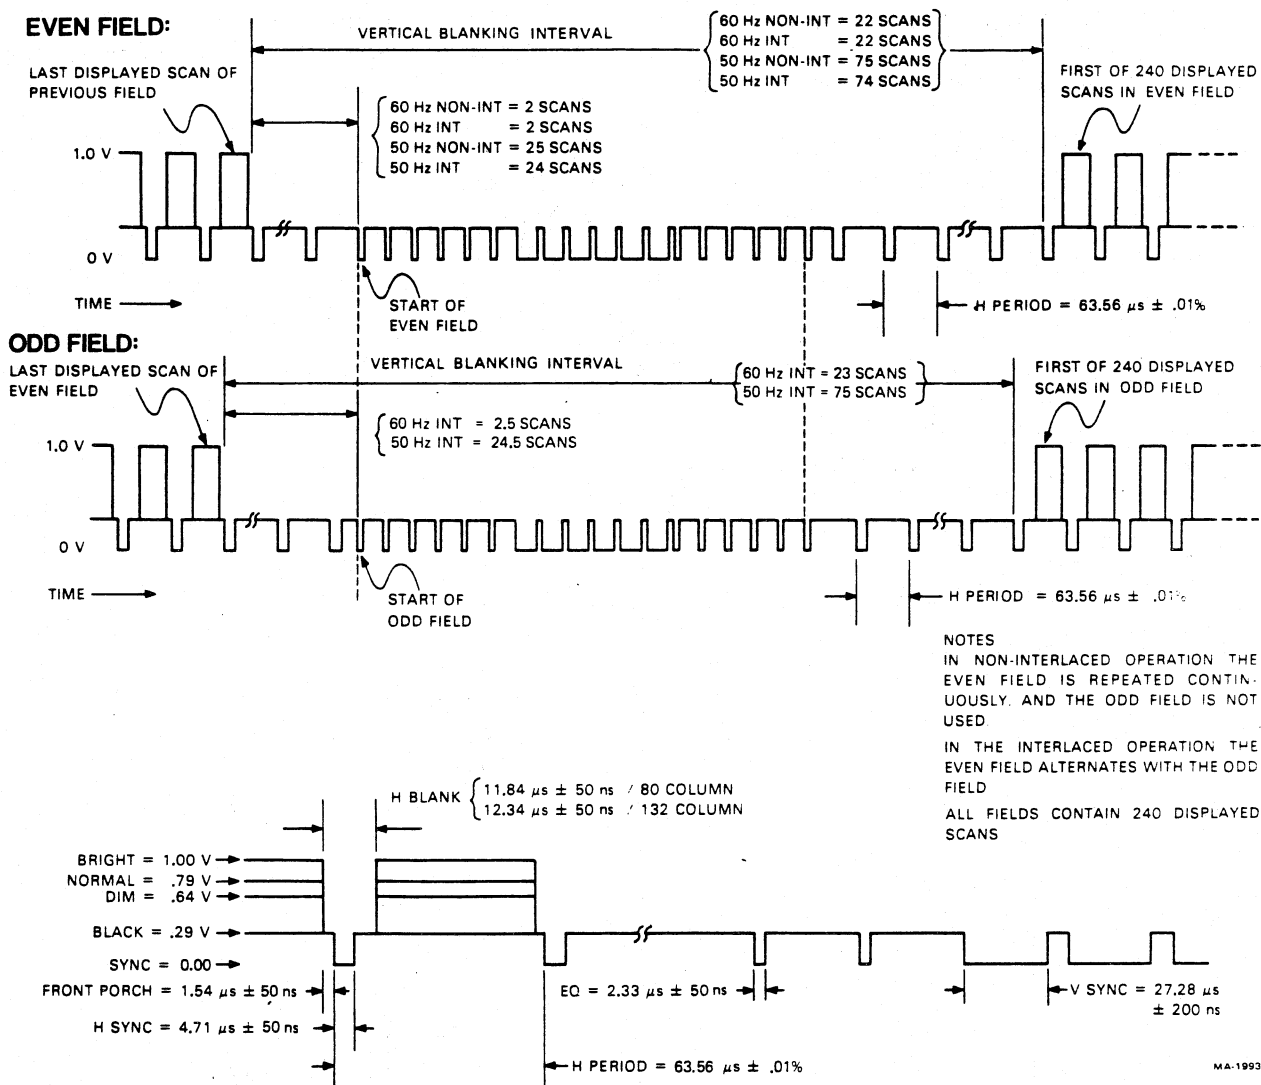 EVEN FIELD:
VERTICAL BLANKING INTERVAL
60 Hz NON-INT = 22 SCANS
60 Hz INT = 22 SCANS
50 Hz NON-INT = 75 SCANS
50 Hz INT = 74 SCANS
LAST DISPLAYED SCAN OF
PREVIOUS FIELD
FIRST OF 240 DISPLAYED
SCANS IN EVEN FIELD
60 Hz NON-INT = 2 SCANS
60 Hz INT = 2 SCANS
50 Hz NON-INT = 25 SCANS
50 Hz INT = 24 SCANS
1.0 V
0 V
TIME
START OF
EVEN FIELD
H PERIOD = 63.56 µs ± .01%
ODD FIELD:
LAST DISPLAYED SCAN OF
EVEN FIELD
VERTICAL BLANKING INTERVAL
60 Hz INT = 23 SCANS
50 Hz INT = 75 SCANS
FIRST OF 240 DISPLAYED
SCANS IN ODD FIELD
60 Hz INT = 2.5 SCANS
50 Hz INT = 24.5 SCANS
1.0 V
0 V
TIME
START OF
ODD FIELD
H PERIOD = 63.56 µs ± .01%
NOTES
IN NON-INTERLACED OPERATION THE
EVEN FIELD IS REPEATED CONTIN-
UOUSLY. AND THE ODD FIELD IS NOT
USED.
IN THE INTERLACED OPERATION THE
EVEN FIELD ALTERNATES WITH THE ODD
FIELD
ALL FIELDS CONTAIN 240 DISPLAYED
SCANS
H BLANK
11.84 µs ± 50 ns / 80 COLUMN
12.34 µs ± 50 ns / 132 COLUMN
BRIGHT = 1.00 V
NORMAL = .79 V
DIM = .64 V
BLACK = .29 V
SYNC = 0.00
FRONT PORCH = 1.54 µs ± 50 ns
EQ = 2.33 µs ± 50 ns
V SYNC = 27.28 µs
± 200 ns
H SYNC = 4.71 µs ± 50 ns
H PERIOD = 63.56 µs ± .01%
MA-1993